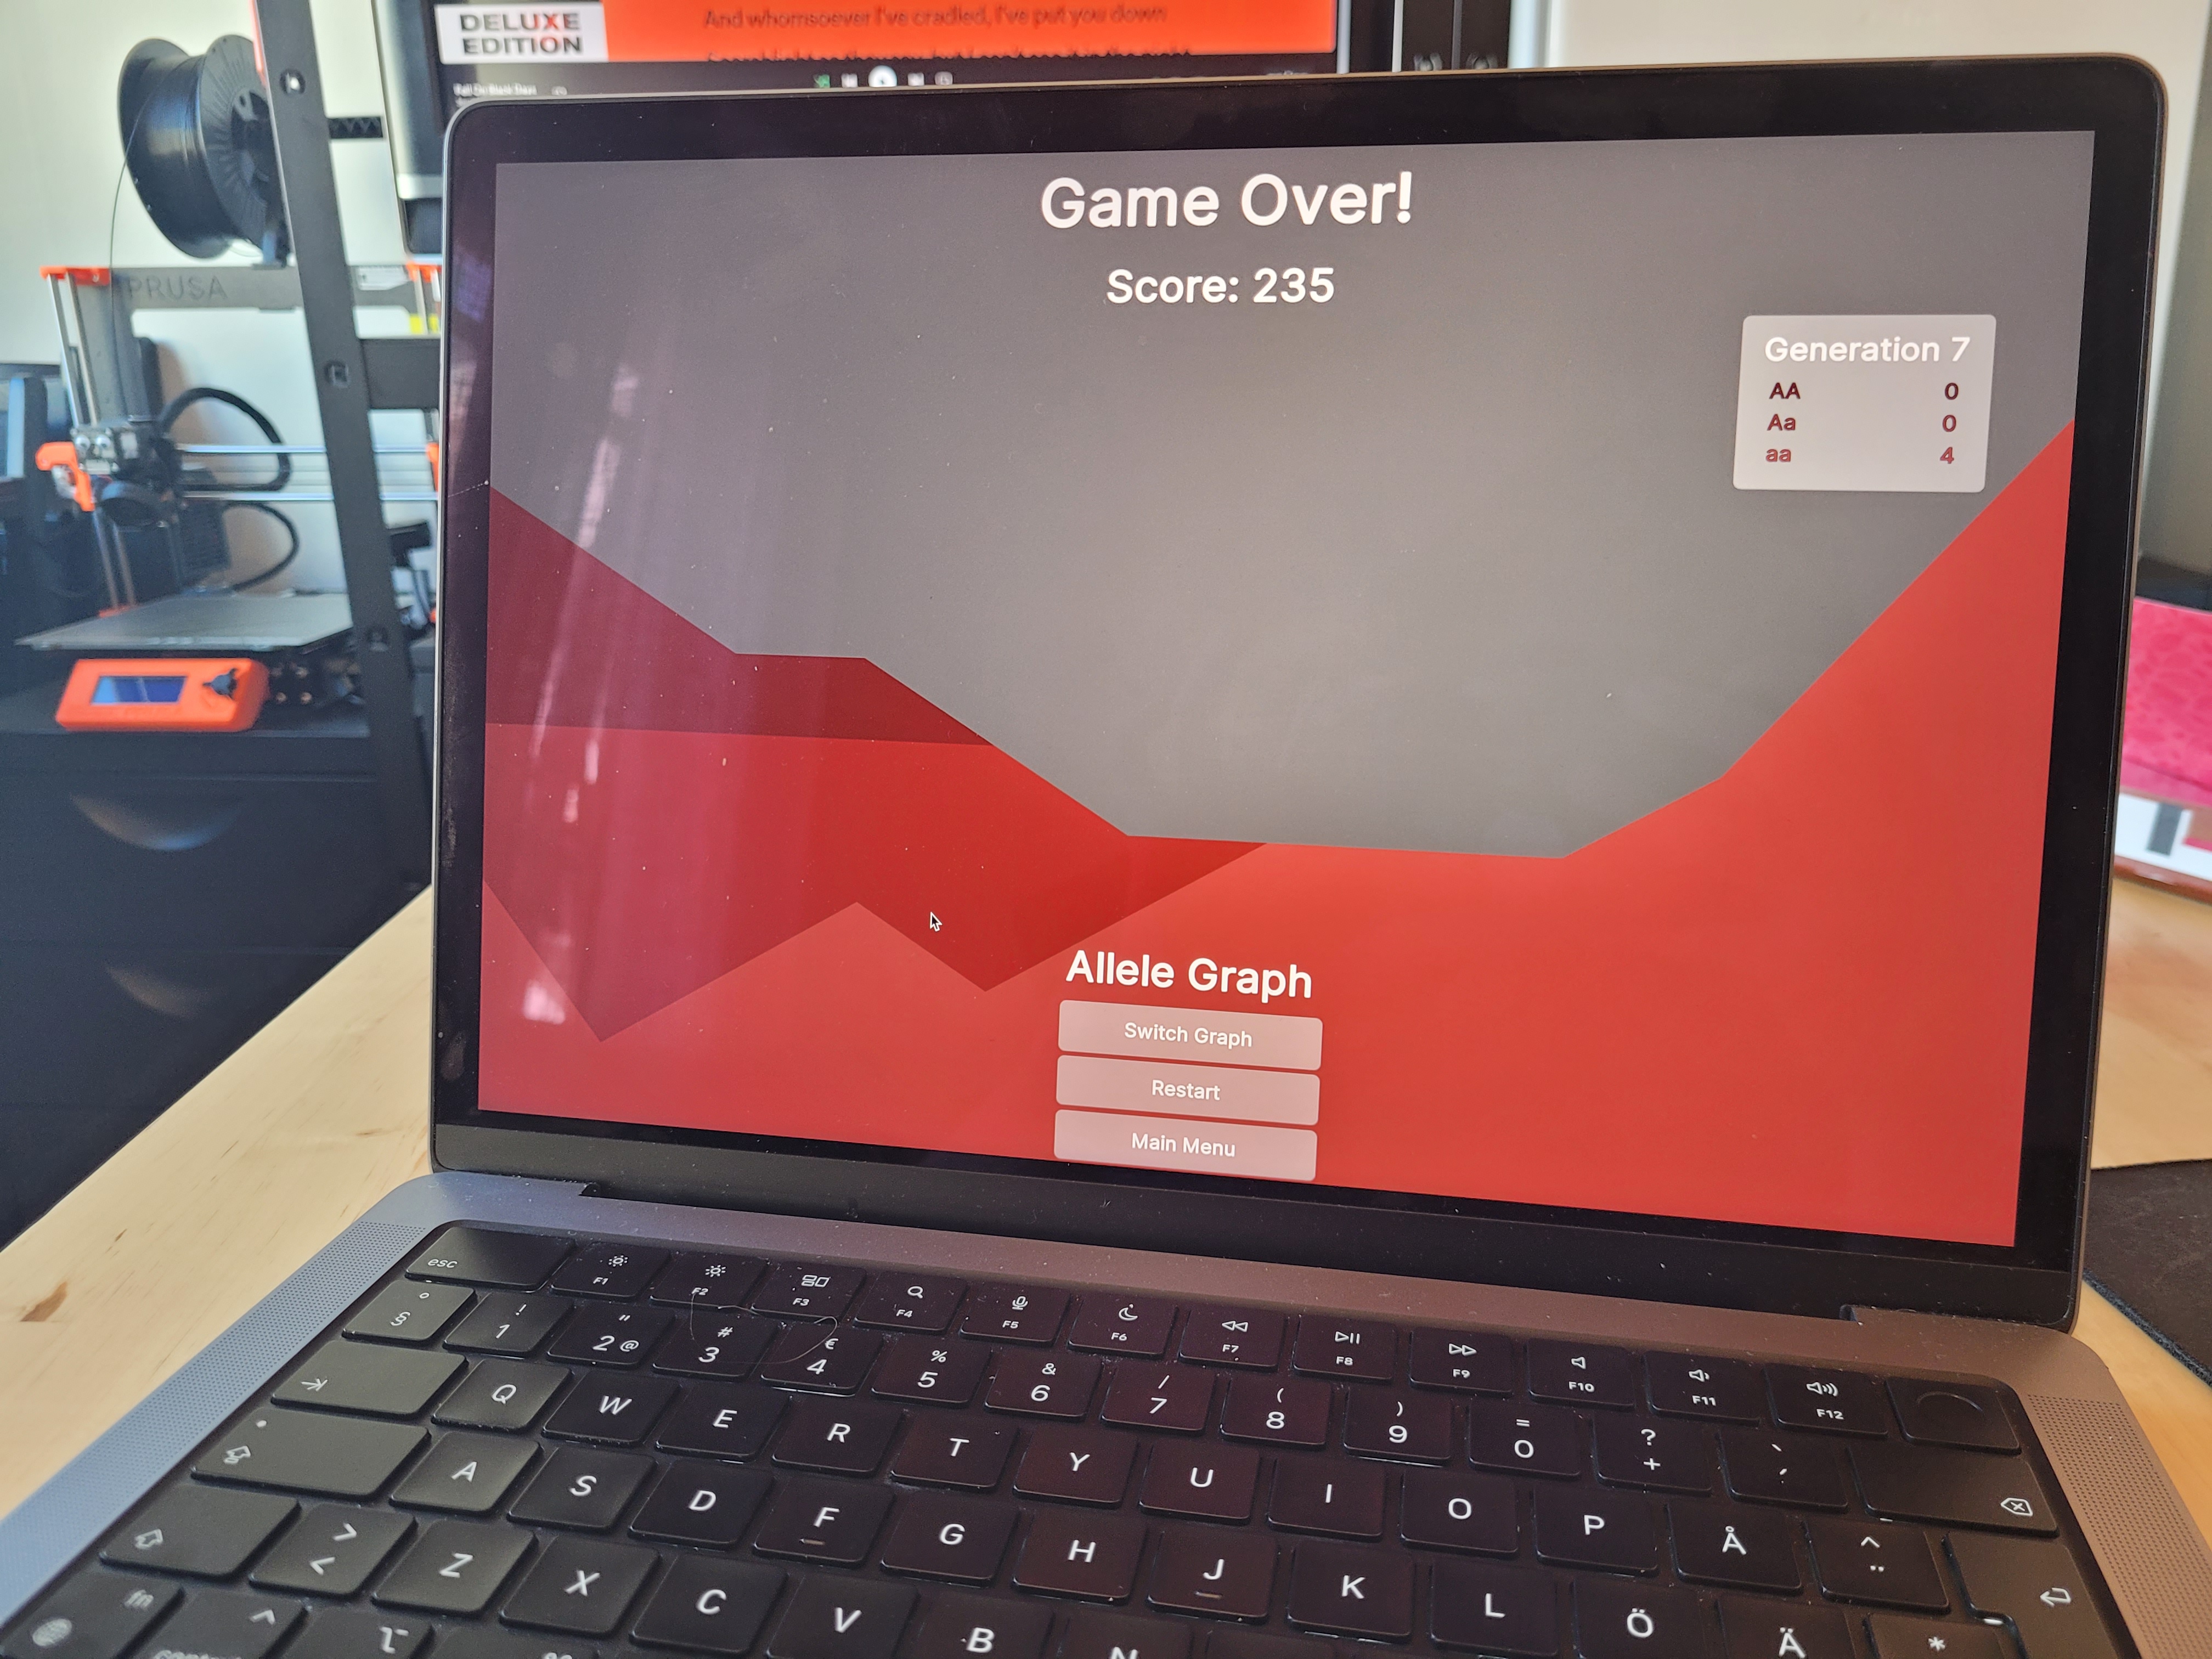 DELUXE
EDITION
And whomsoever I've cradled, I've put you down
PRUSA
Game Over!
Score: 235
Generation 7
AA 0
Aa 0
aa 4
Allele Graph
Switch Graph
Restart
Main Menu
esc F1 F2 F3 F4 F5 F6 F7 F8 F9 F10 F11 F12
° ! " # € % & / ( ) = ? `
§ 1 2 @ 3 4 5 6 7 8 9 0 + ´
Q W E R T Y U I O P Å ^ ¨
A S D F G H J K L Ö Ä * 
> < Z X C V B N
fn ^